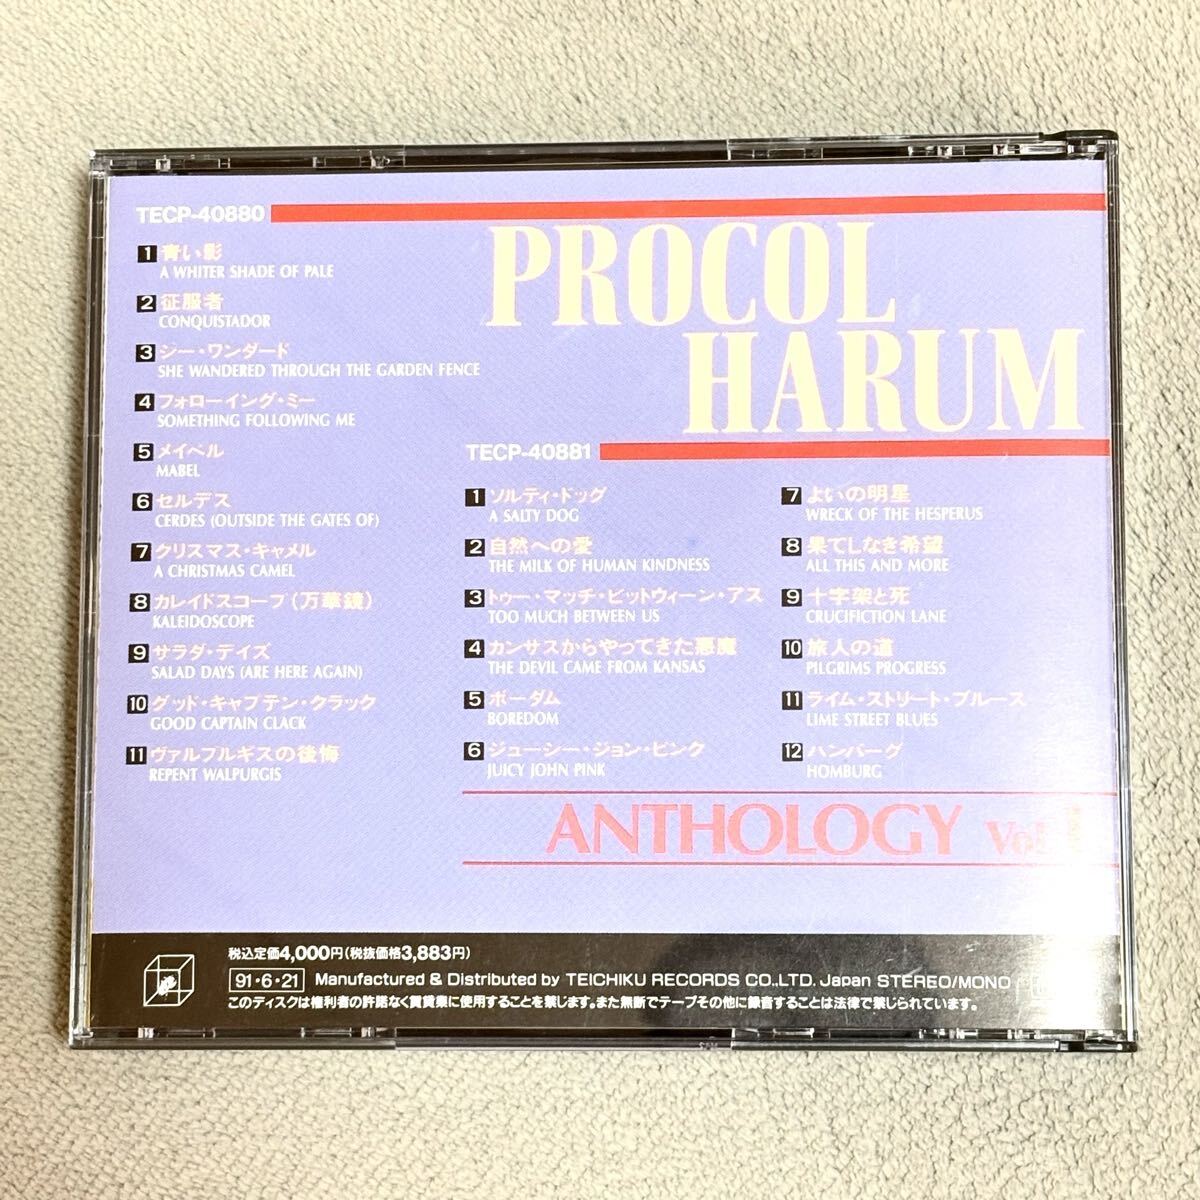 TECP-40880
PROCOL
HARUM
1 青い影
A WHITER SHADE OF PALE
2 征服者
CONQUISTADOR
3 シー・ワンダード
SHE WANDERED THROUGH THE GARDEN FENCE
4 フォローイング・ミー
SOMETHING FOLLOWING ME
5 メイベル
MABEL
6 セルデス
CERDES (OUTSIDE THE GATES OF)
7 クリスマス・キャメル
A CHRISTMAS CAMEL
8 カレイドスコープ(万華鏡)
KALEIDOSCOPE
9 サラダ・デイズ
SALAD DAYS (ARE HERE AGAIN)
10 グッド・キャプテン・クラック
GOOD CAPTAIN CLACK
11 ヴァルプルギスの後悔
REPENT WALPURGIS
TECP-40881
1 ソルティ・ドッグ
A SALTY DOG
2 自然への愛
THE MILK OF HUMAN KINDNESS
3 トゥー・マッチ・ビットウィーン・アス
TOO MUCH BETWEEN US
4 カンサスからやってきた悪魔
THE DEVIL CAME FROM KANSAS
5 ボーダム
BOREDOM
6 ジューシー・ジョン・ピンク
JUICY JOHN PINK
7 よいの明星
WRECK OF THE HESPERUS
8 果てしなき希望
ALL THIS AND MORE
9 十字架と死
CRUCIFICTION LANE
10 旅人の道
PILGRIMS PROGRESS
11 ライム・ストリート・ブルース
LIME STREET BLUES
12 ハンバーグ
HOMBURG
ANTHOLOGY Vol. 1
税込定価4,000円(税抜価格3,883円)
91・6・21 Manufactured & Distributed by TEICHIKU RECORDS CO.,LTD. Japan STEREO/MONO
このディスクは権利者の許諾なく賃貸業に使用することを禁じます。また無断でテープその他に録音することは法律で禁じられています。